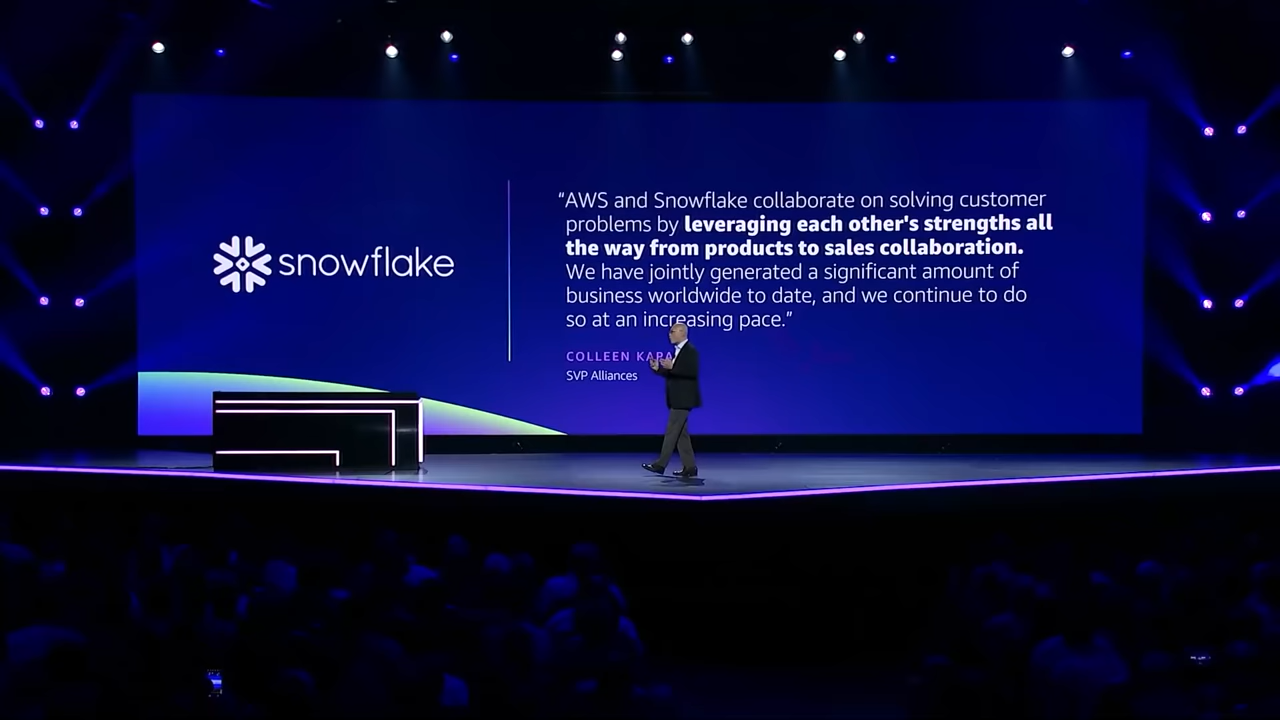 snowflake
“AWS and Snowflake collaborate on solving customer
problems by leveraging each other's strengths all
the way from products to sales collaboration.
We have jointly generated a significant amount of
business worldwide to date, and we continue to do
so at an increasing pace.”
COLLEEN
SVP Alliances